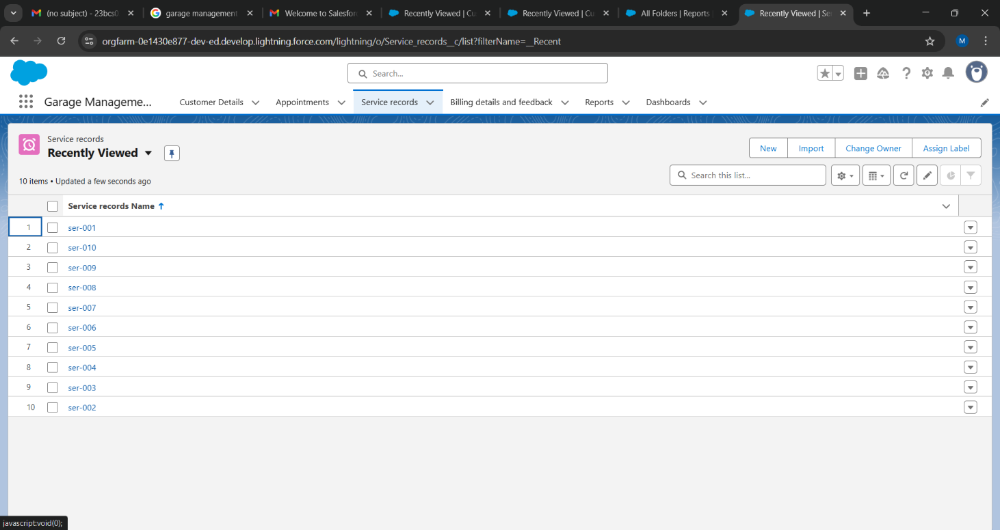 (no subject) - 23bcs0
garage management
Welcome to Salesforc
Recently Viewed | Cu
Recently Viewed | Cu
All Folders | Reports
Recently Viewed | Se
orgfarm-0e1430e877-dev-ed.develop.lightning.force.com/lightning/o/Service_records__c/list?filterName=__Recent
M
Search...
Garage Manageme...
Customer Details
Appointments
Service records
Billing details and feedback
Reports
Dashboards
Service records
Recently Viewed
New
Import
Change Owner
Assign Label
10 items • Updated a few seconds ago
Search this list...
Service records Name
1 ser-001
2 ser-010
3 ser-009
4 ser-008
5 ser-007
6 ser-006
7 ser-005
8 ser-004
9 ser-003
10 ser-002
javascript:void(0);